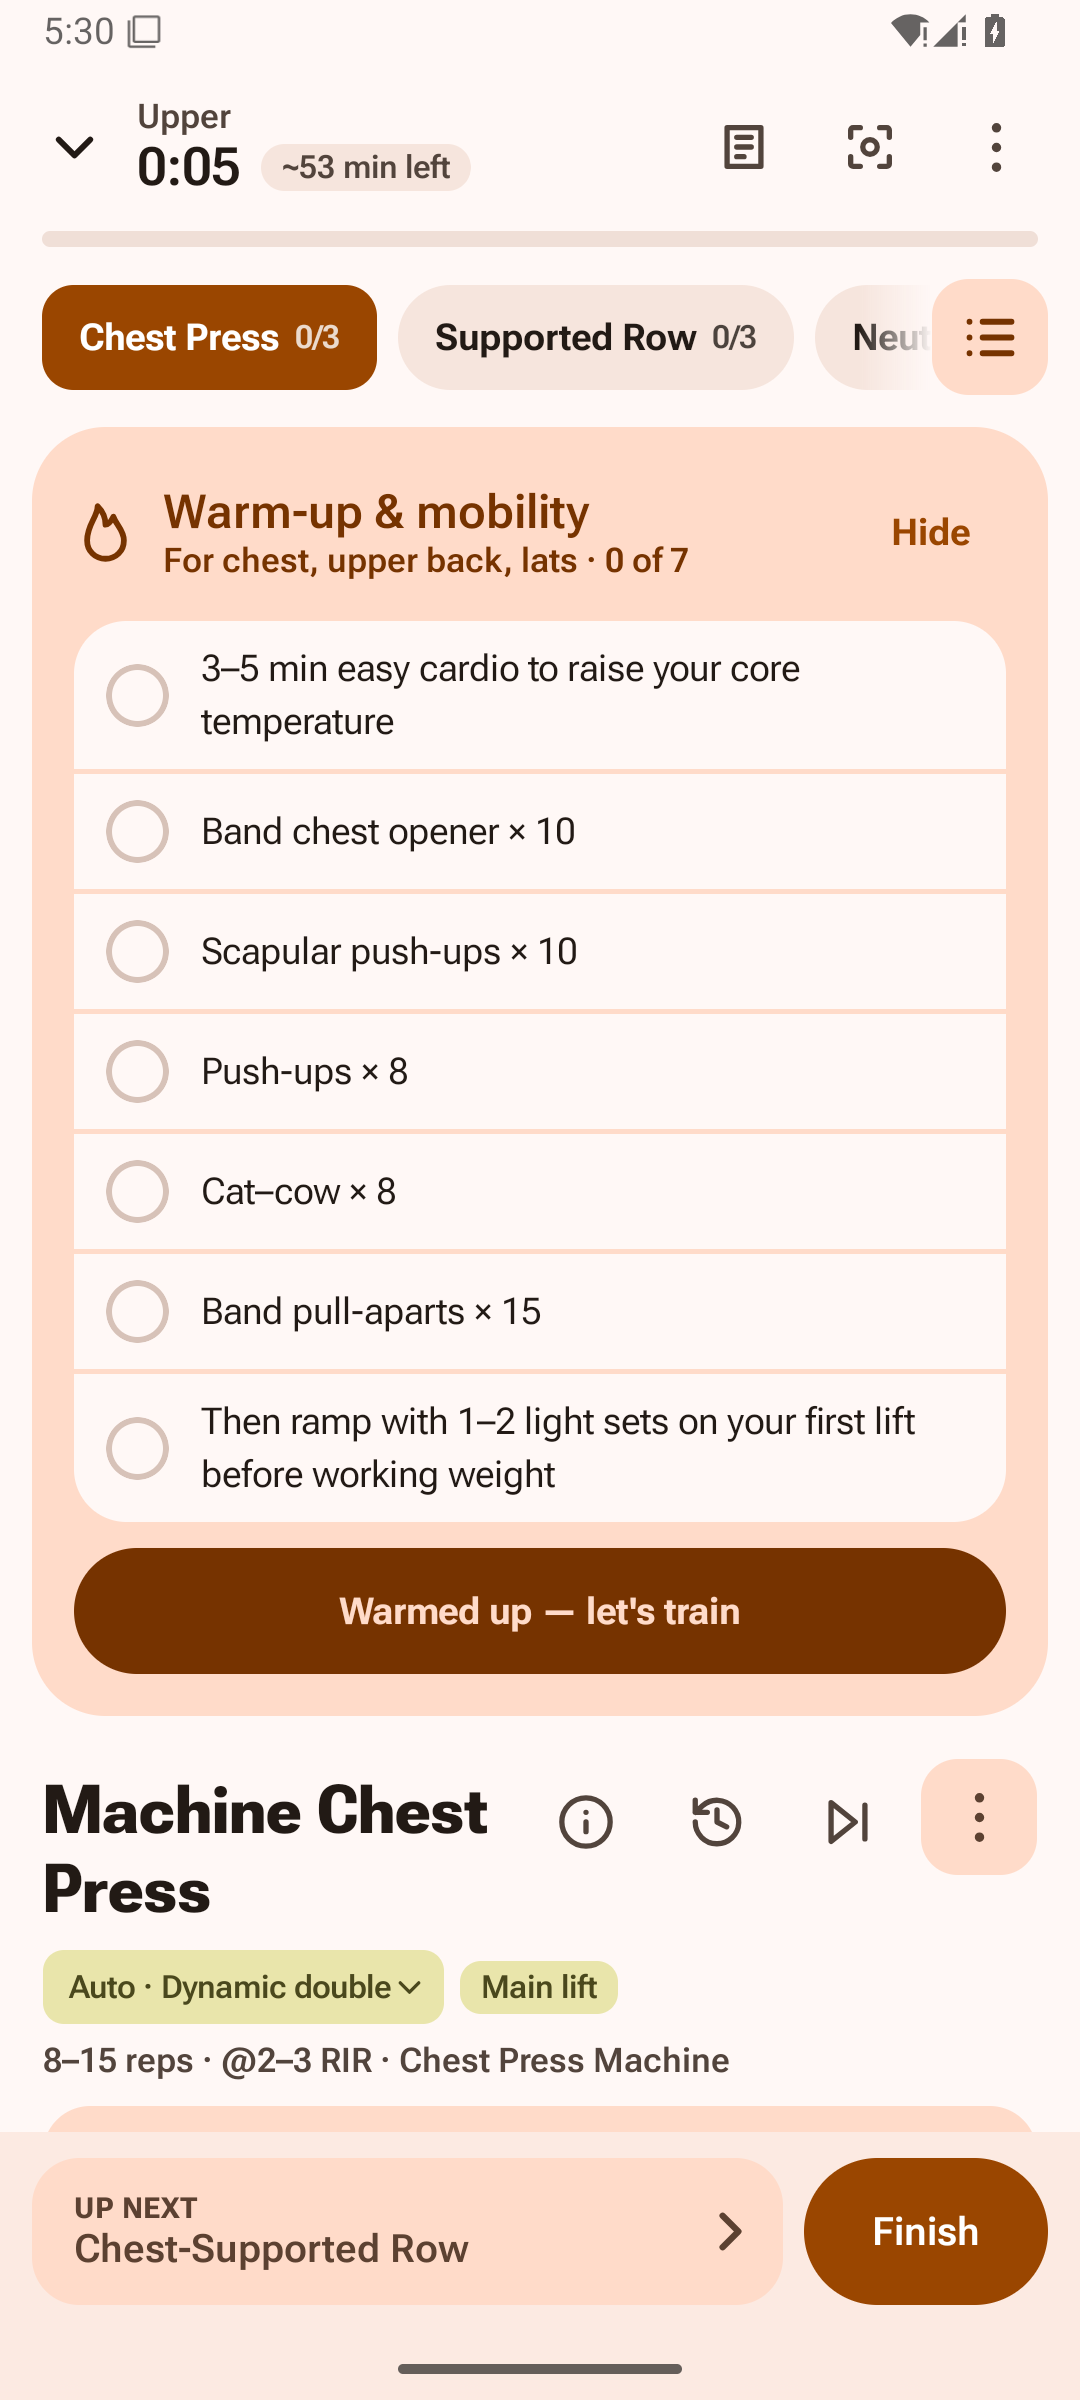 5:30
Upper
0:05 ~53 min left
Chest Press 0/3
Supported Row 0/3
Neut
Warm-up & mobility
For chest, upper back, lats · 0 of 7
Hide
3–5 min easy cardio to raise your core
temperature
Band chest opener × 10
Scapular push-ups × 10
Push-ups × 8
Cat–cow × 8
Band pull-aparts × 15
Then ramp with 1–2 light sets on your first lift
before working weight
Warmed up — let's train
Machine Chest
Press
Auto · Dynamic double
Main lift
8–15 reps · @2–3 RIR · Chest Press Machine
UP NEXT
Chest-Supported Row
Finish